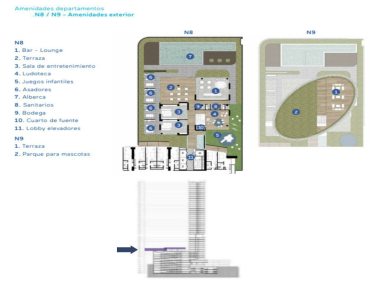 Amenidades departamentos
.N8 / N9 – Amenidades exterior
N8
1. Bar - Lounge
2. Terraza
3. Sala de entretenimiento
4. Ludoteca
5. Juegos infantiles
6. Asadores
7. Alberca
8. Sanitarios
9. Bodega
10. Cuarto de fuente
11. Lobby elevadores
N9
1. Terraza
2. Parque para mascotas
N8
N9